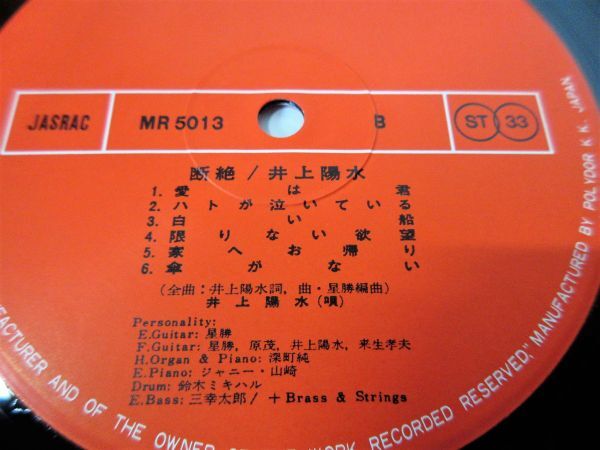 JASRAC MR 5013 B ST 33
断絶/井上陽水
1. 愛は君
2. ハトが泣いている
3. 白い船
4. 限りない欲望
5. 家へお帰り
6. 傘がない
(全曲:井上陽水詞,曲・星勝編曲)
井上陽水(唄)
Personality:
E.Guitar: 星勝
F.Guitar: 星勝, 原茂, 井上陽水, 来生孝夫
H.Organ & Piano: 深町純
E.Piano: ジャニー・山崎
Drum: 鈴木ミキハル
E.Bass: 三幸太郎/ +Brass & Strings
MANUFACTURED BY POLYDOR K.K. JAPAN
FACTURER AND OF THE OWNER OF WORK RECORDED RESERVED,